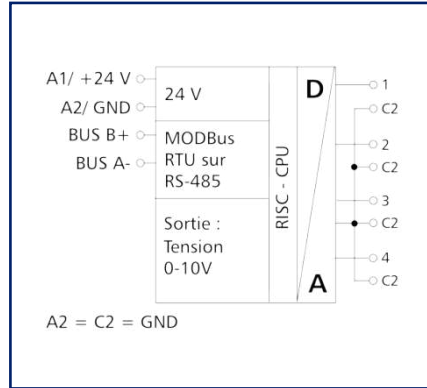 A1/ +24 V
A2/ GND
BUS B+
BUS A-
24 V
MODBus
RTU sur
RS-485
Sortie :
Tension
0-10V
RISC - CPU
D
A
1
C2
2
C2
3
C2
4
C2
A2 = C2 = GND